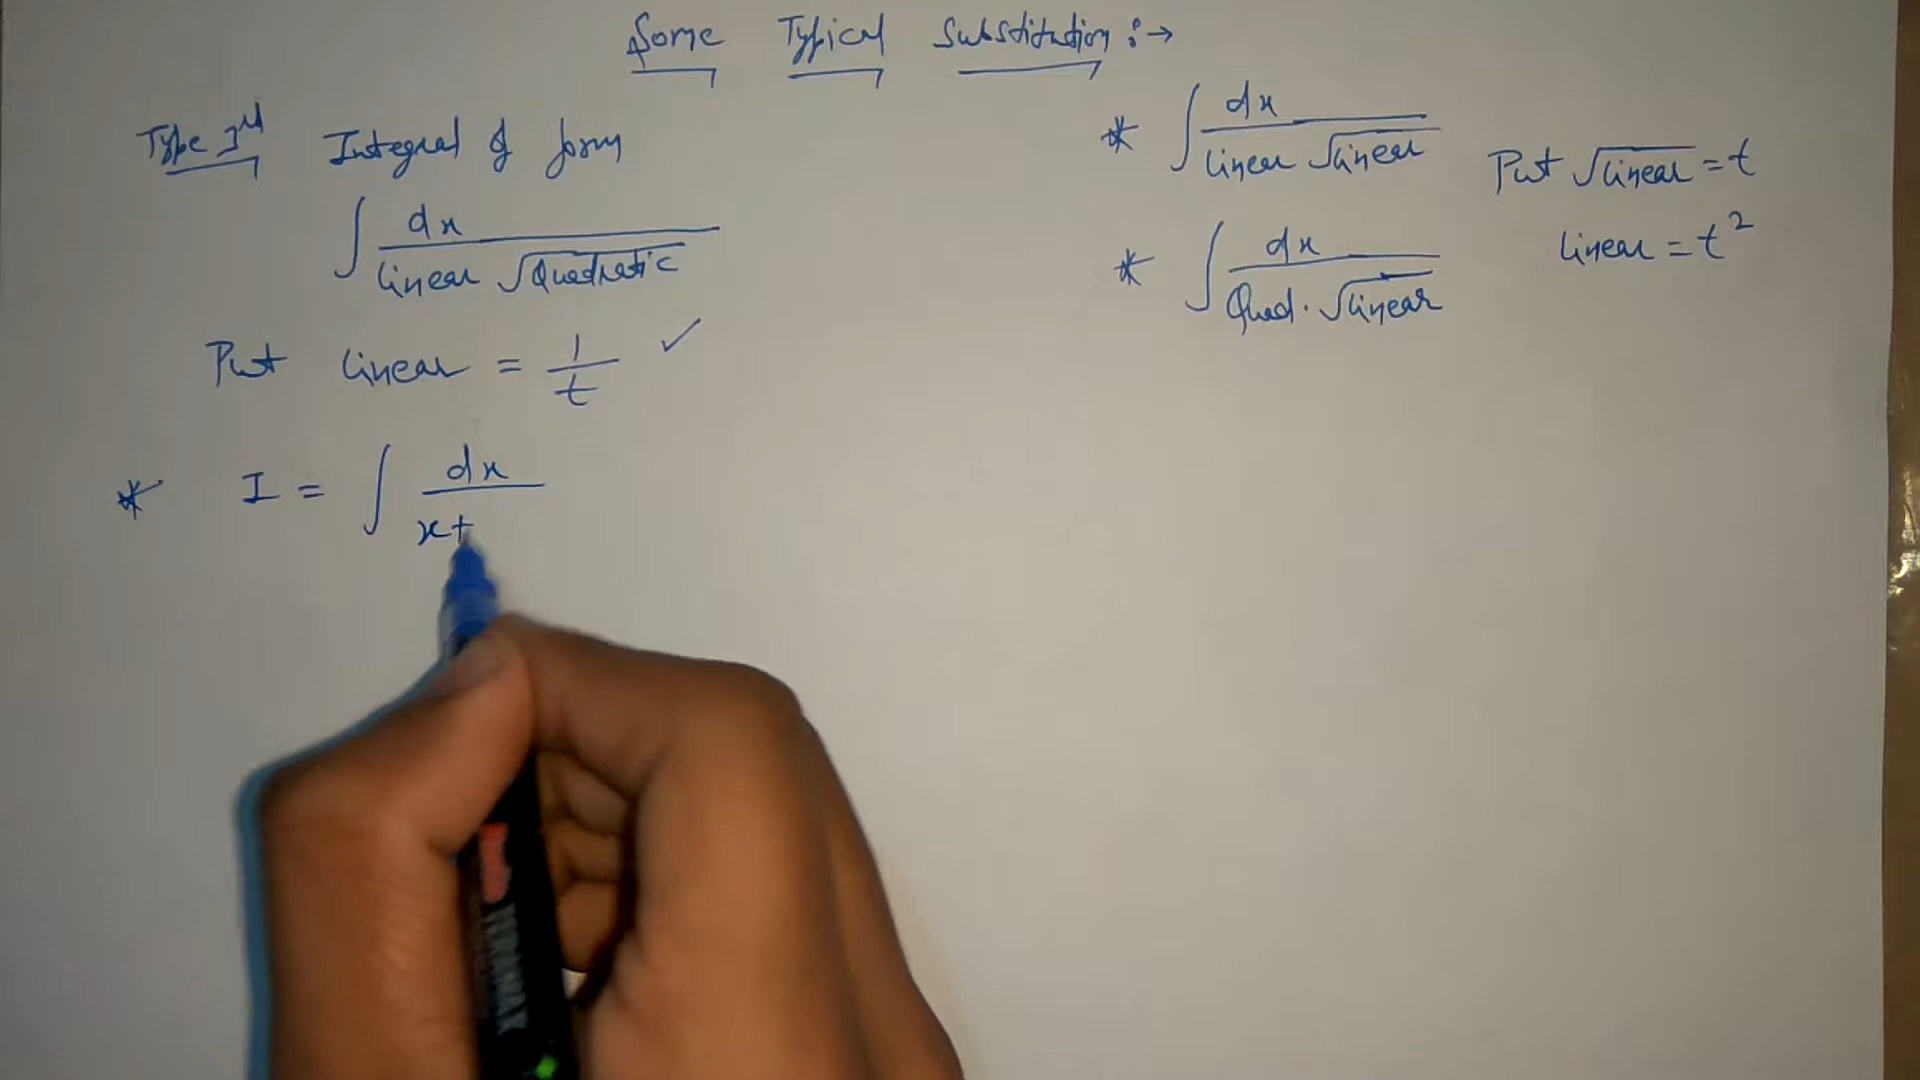 Some Typical Substitution :→
Type 3rd Integral of form
∫ dx / linear √Quadratic
Put linear = 1/t ✓
* I = ∫ dx / x+
* ∫ dx / linear √linear
Put √linear = t
linear = t²
* ∫ dx / Quad. √linear